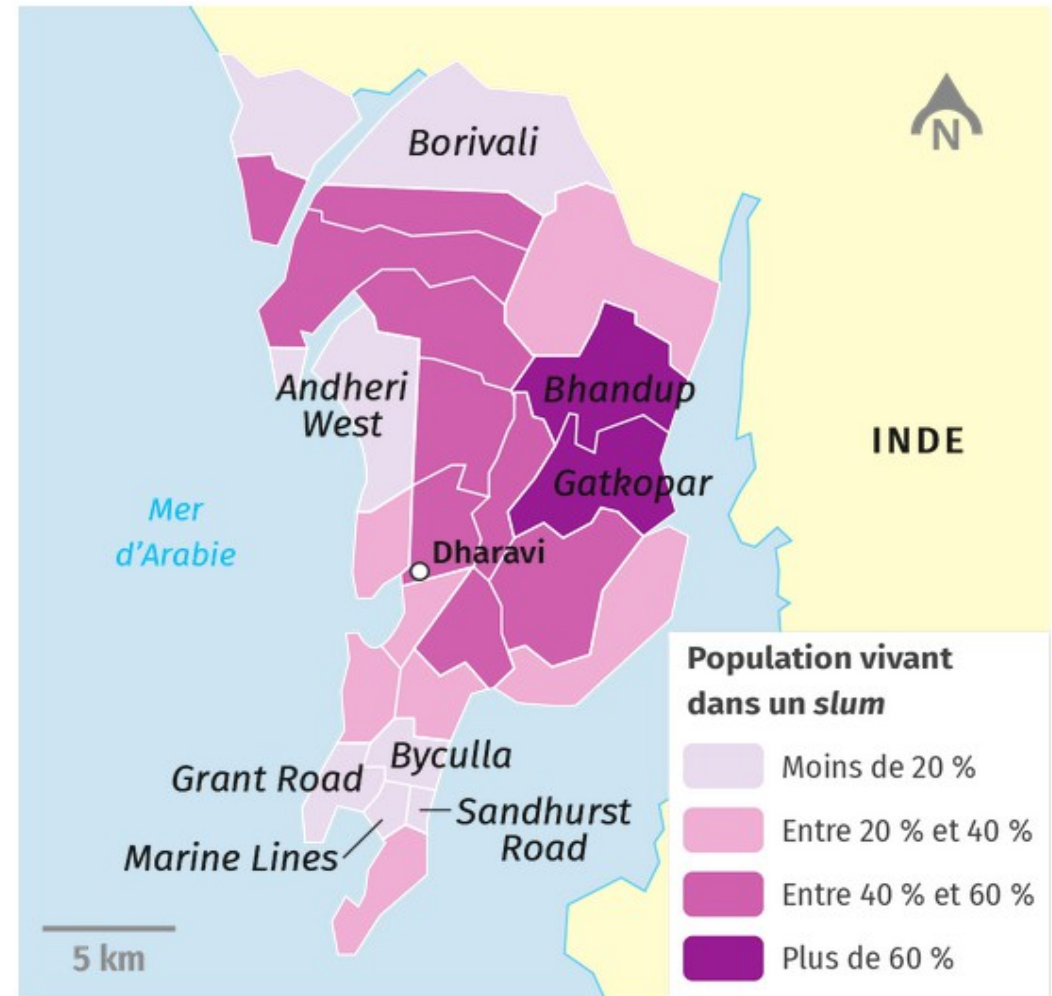 Borivali
N
Andheri
West
Bhandup
INDE
Gatkopar
Mer
d'Arabie
Dharavi
Byculla
Grant Road
Sandhurst
Road
Marine Lines
5 km
Population vivant
dans un slum
Moins de 20 %
Entre 20 % et 40 %
Entre 40 % et 60 %
Plus de 60 %